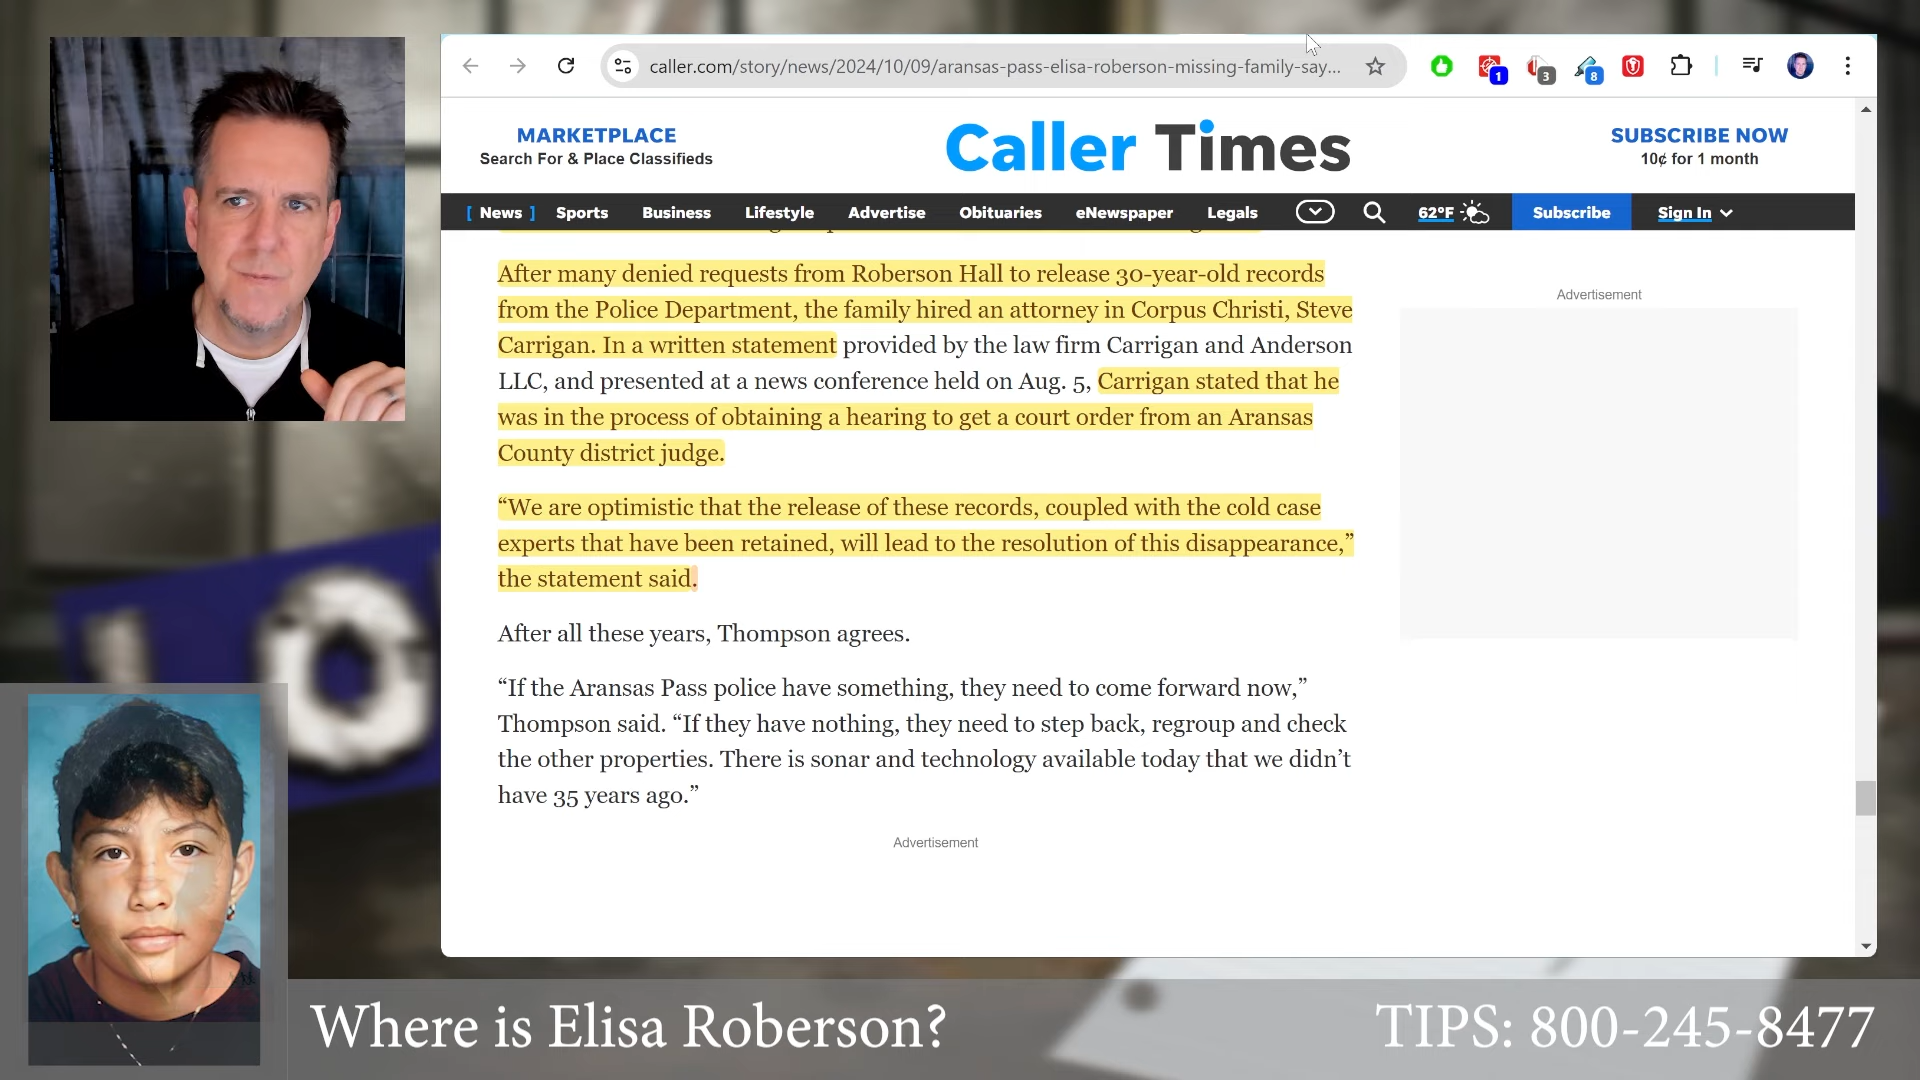 caller.com/story/news/2024/10/09/aransas-pass-elisa-roberson-missing-family-say...
1
3
8
MARKETPLACE
Search For & Place Classifieds
Caller Times
SUBSCRIBE NOW
10¢ for 1 month
[ News ] Sports Business Lifestyle Advertise Obituaries eNewspaper Legals 62°F Subscribe Sign In
After many denied requests from Roberson Hall to release 30-year-old records
from the Police Department, the family hired an attorney in Corpus Christi, Steve
Carrigan. In a written statement provided by the law firm Carrigan and Anderson
LLC, and presented at a news conference held on Aug. 5, Carrigan stated that he
was in the process of obtaining a hearing to get a court order from an Aransas
County district judge.
“We are optimistic that the release of these records, coupled with the cold case
experts that have been retained, will lead to the resolution of this disappearance,”
the statement said.
After all these years, Thompson agrees.
“If the Aransas Pass police have something, they need to come forward now,”
Thompson said. “If they have nothing, they need to step back, regroup and check
the other properties. There is sonar and technology available today that we didn’t
have 35 years ago.”
Advertisement
Advertisement
Where is Elisa Roberson?
TIPS: 800-245-8477